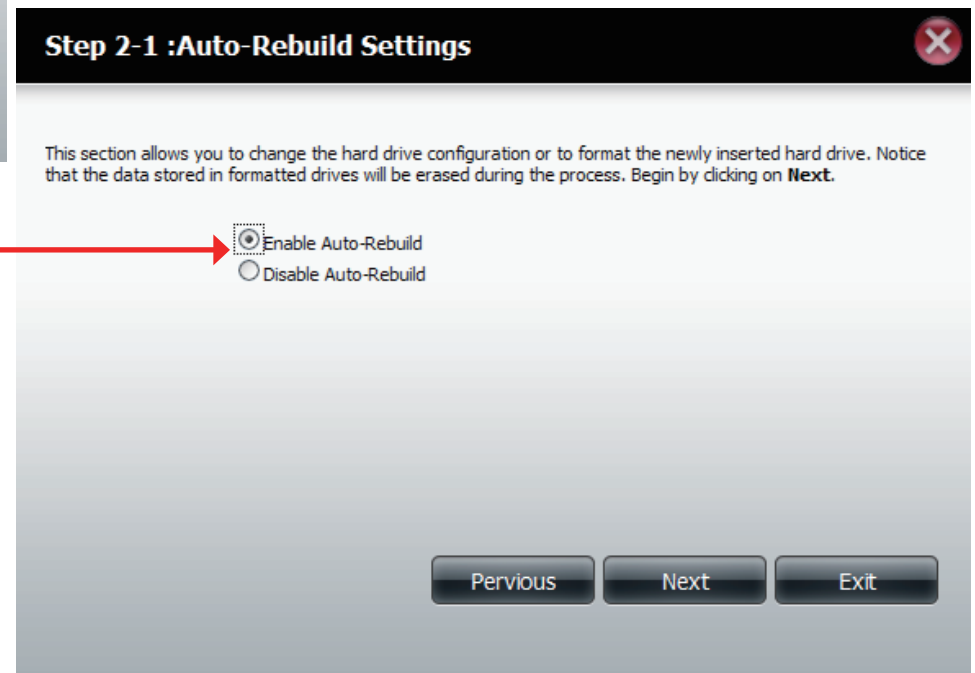 Step 2-1 :Auto-Rebuild Settings
This section allows you to change the hard drive configuration or to format the newly inserted hard drive. Notice
that the data stored in formatted drives will be erased during the process. Begin by clicking on Next.
Enable Auto-Rebuild
Disable Auto-Rebuild
Pervious Next Exit